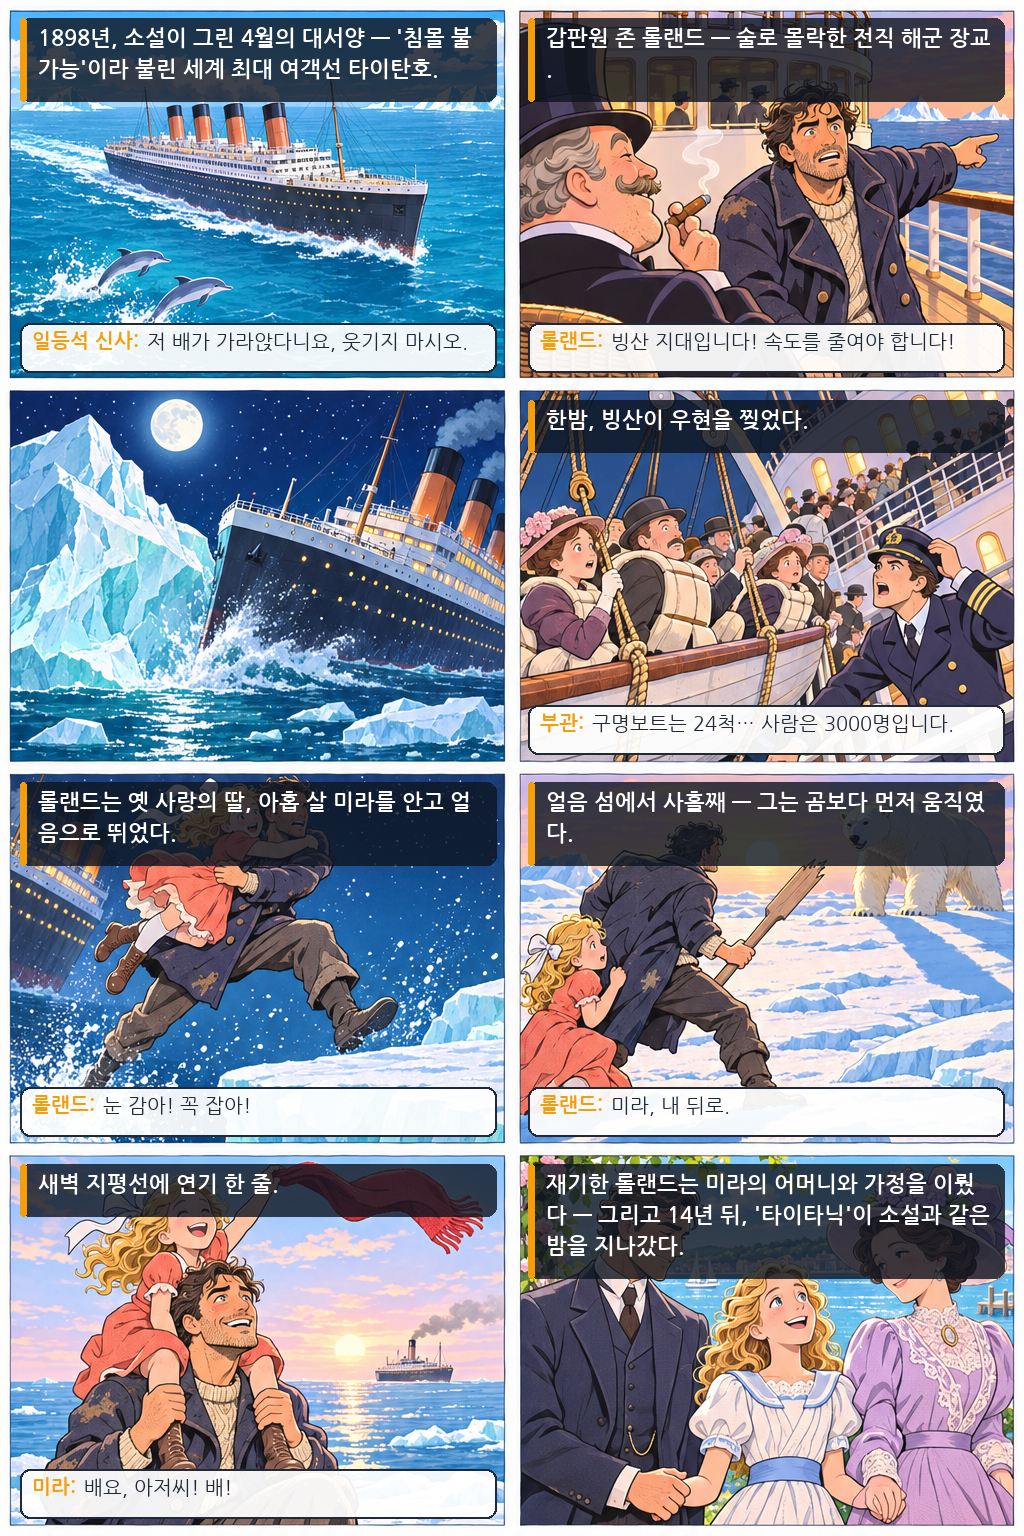 1898년, 소설이 그린 4월의 대서양 — '침몰 불
가능'이라 불린 세계 최대 여객선 타이탄호.
일등석 신사: 저 배가 가라앉다니요, 웃기지 마시오.
갑판원 존 롤랜드 — 술로 몰락한 전직 해군 장교
.
롤랜드: 빙산 지대입니다! 속도를 줄여야 합니다!
한밤, 빙산이 우현을 찢었다.
부관: 구명보트는 24척… 사람은 3000명입니다.
롤랜드는 옛 사랑의 딸, 아홉 살 미라를 안고 얼
음으로 뛰었다.
롤랜드: 눈 감아! 꼭 잡아!
얼음 섬에서 사흘째 — 그는 곰보다 먼저 움직였
다.
롤랜드: 미라, 내 뒤로.
새벽 지평선에 연기 한 줄.
미라: 배요, 아저씨! 배!
재기한 롤랜드는 미라의 어머니와 가정을 이뤘
다 — 그리고 14년 뒤, '타이타닉'이 소설과 같은
밤을 지나갔다.